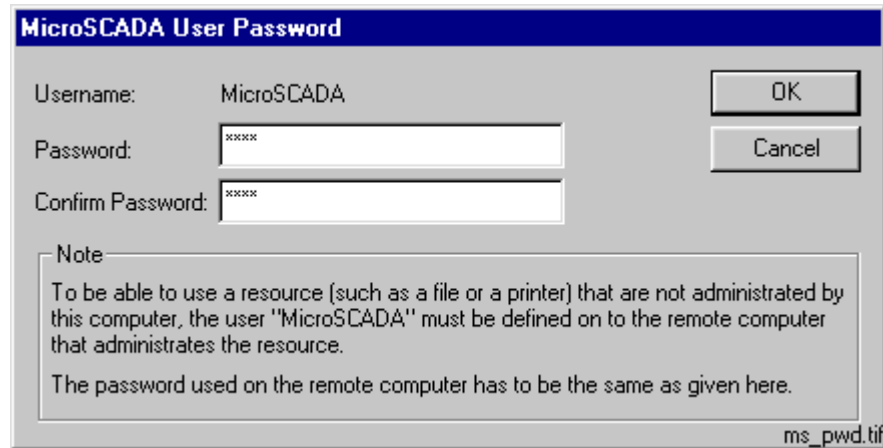 MicroSCADA User Password
Username: MicroSCADA
OK
Password: ****
Cancel
Confirm Password: ****
Note
To be able to use a resource (such as a file or a printer) that are not administrated by
this computer, the user "MicroSCADA" must be defined on to the remote computer
that administrates the resource.
The password used on the remote computer has to be the same as given here.
ms_pwd.tif